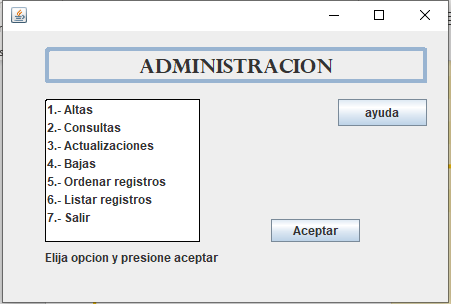 ADMINISTRACION
1.- Altas
2.- Consultas
3.- Actualizaciones
4.- Bajas
5.- Ordenar registros
6.- Listar registros
7.- Salir
ayuda
Aceptar
Elija opcion y presione aceptar